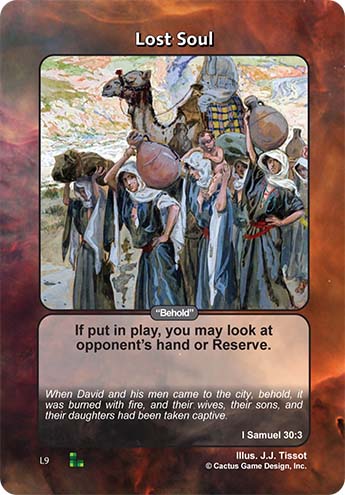 Lost Soul
"Behold"
If put in play, you may look at
opponent's hand or Reserve.
When David and his men came to the city, behold, it
was burned with fire, and their wives, their sons, and
their daughters had been taken captive.
I Samuel 30:3
L9
Illus. J.J. Tissot
© Cactus Game Design, Inc.